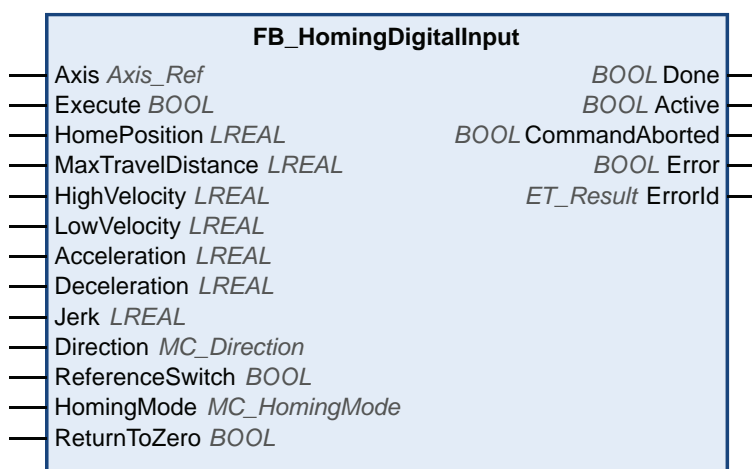 FB_HomingDigitalInput
Axis Axis_Ref BOOL Done
Execute BOOL BOOL Active
HomePosition LREAL BOOL CommandAborted
MaxTravelDistance LREAL BOOL Error
HighVelocity LREAL ET_Result ErrorId
LowVelocity LREAL
Acceleration LREAL
Deceleration LREAL
Jerk LREAL
Direction MC_Direction
ReferenceSwitch BOOL
HomingMode MC_HomingMode
ReturnToZero BOOL